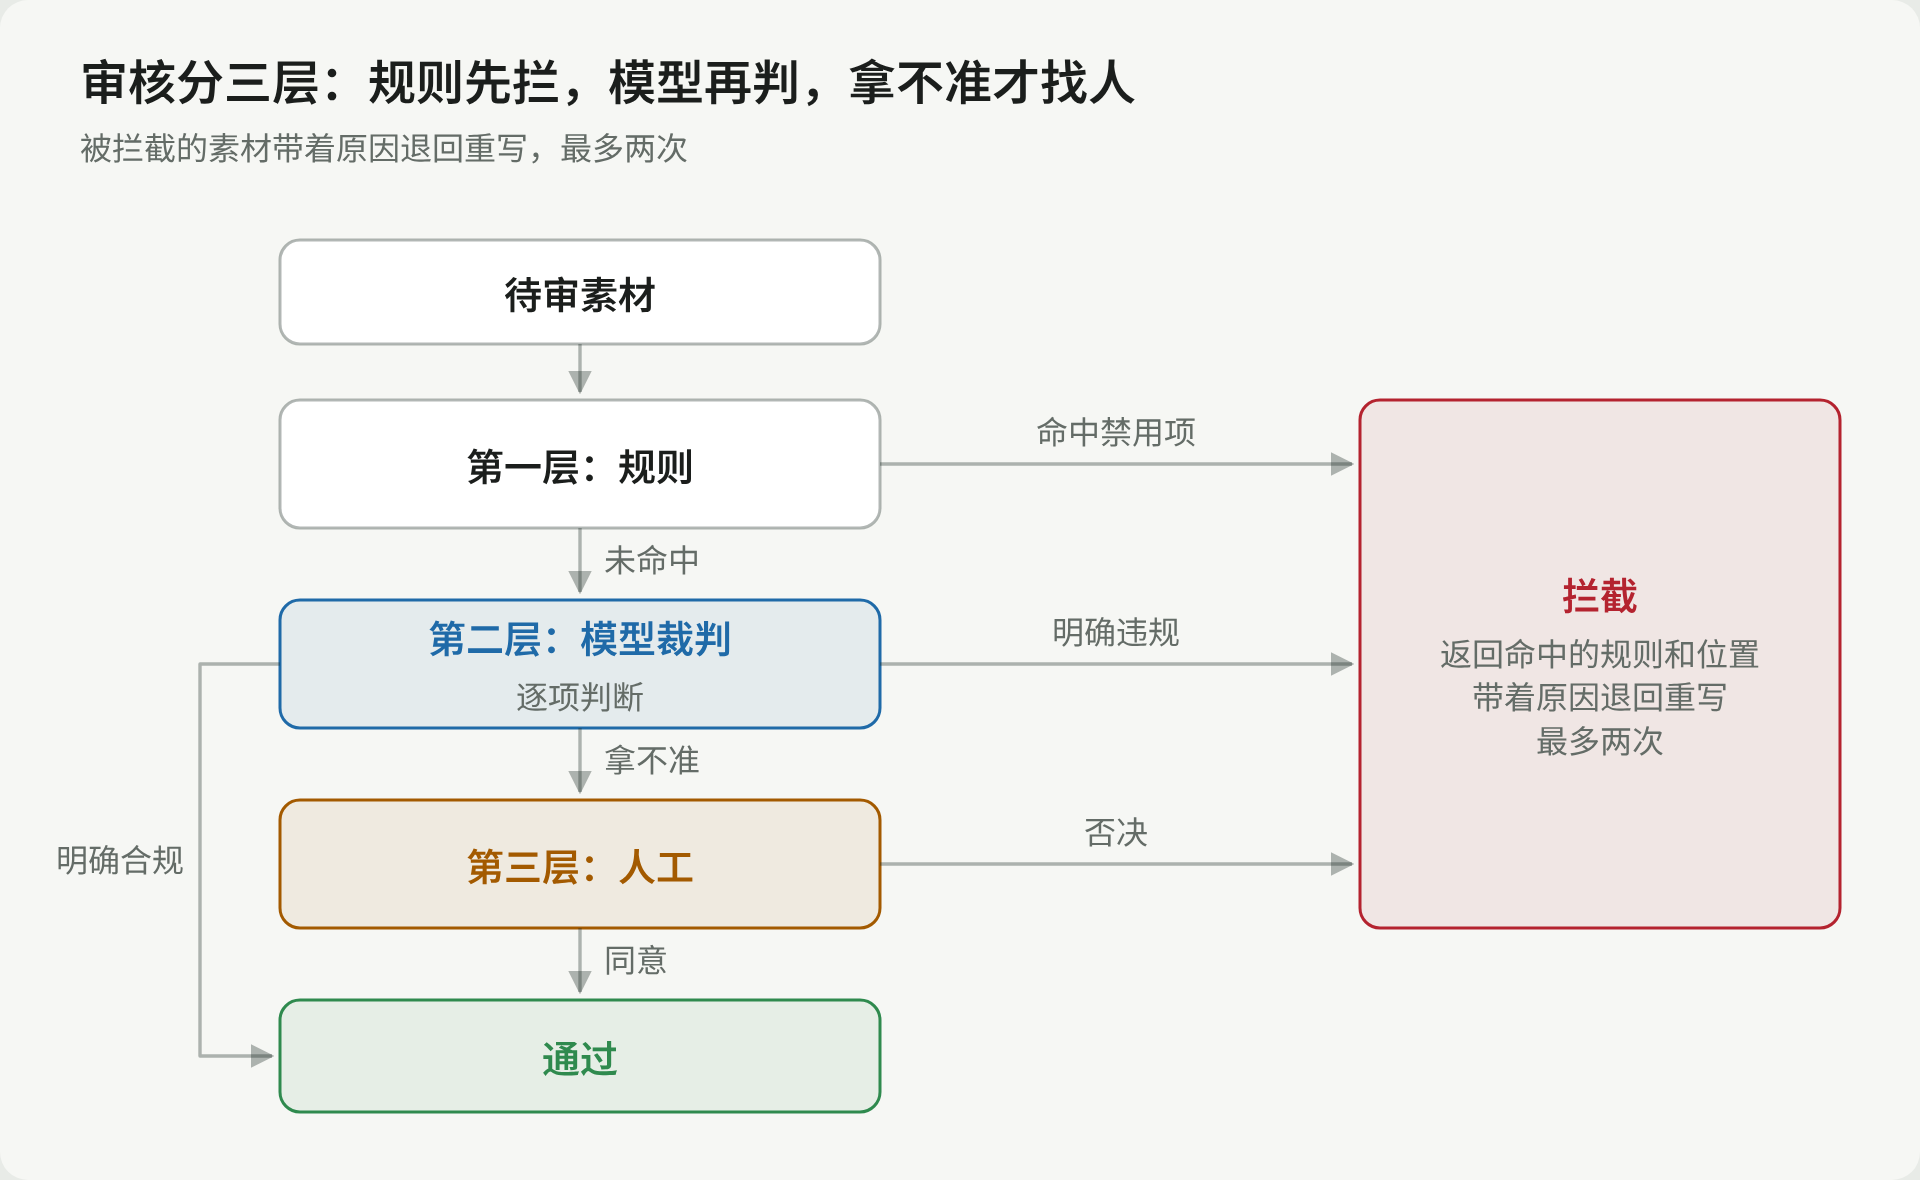 审核分三层：规则先拦，模型再判，拿不准才找人
被拦截的素材带着原因退回重写，最多两次
待审素材
第一层：规则
命中禁用项
未命中
第二层：模型裁判
逐项判断
明确违规
拿不准
明确合规
第三层：人工
否决
同意
通过
拦截
返回命中的规则和位置
带着原因退回重写
最多两次